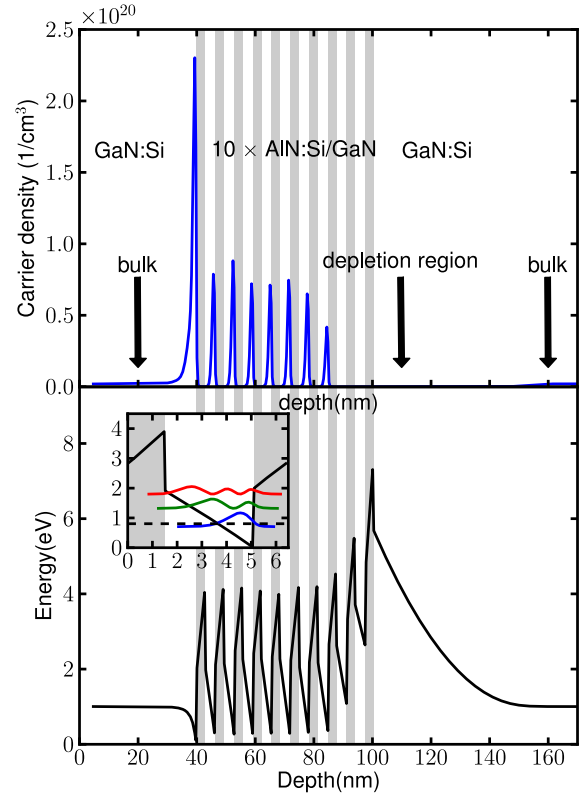 ×10²⁰
2.5
2.0
1.5
1.0
0.5
0.0
Carrier density (1/cm³)
GaN:Si
10 × AlN:Si/GaN
GaN:Si
bulk
depletion region
bulk
depth(nm)
4
3
2
1
0
0 1 2 3 4 5 6
8
6
4
2
0
Energy(eV)
0 20 40 60 80 100 120 140 160
Depth(nm)